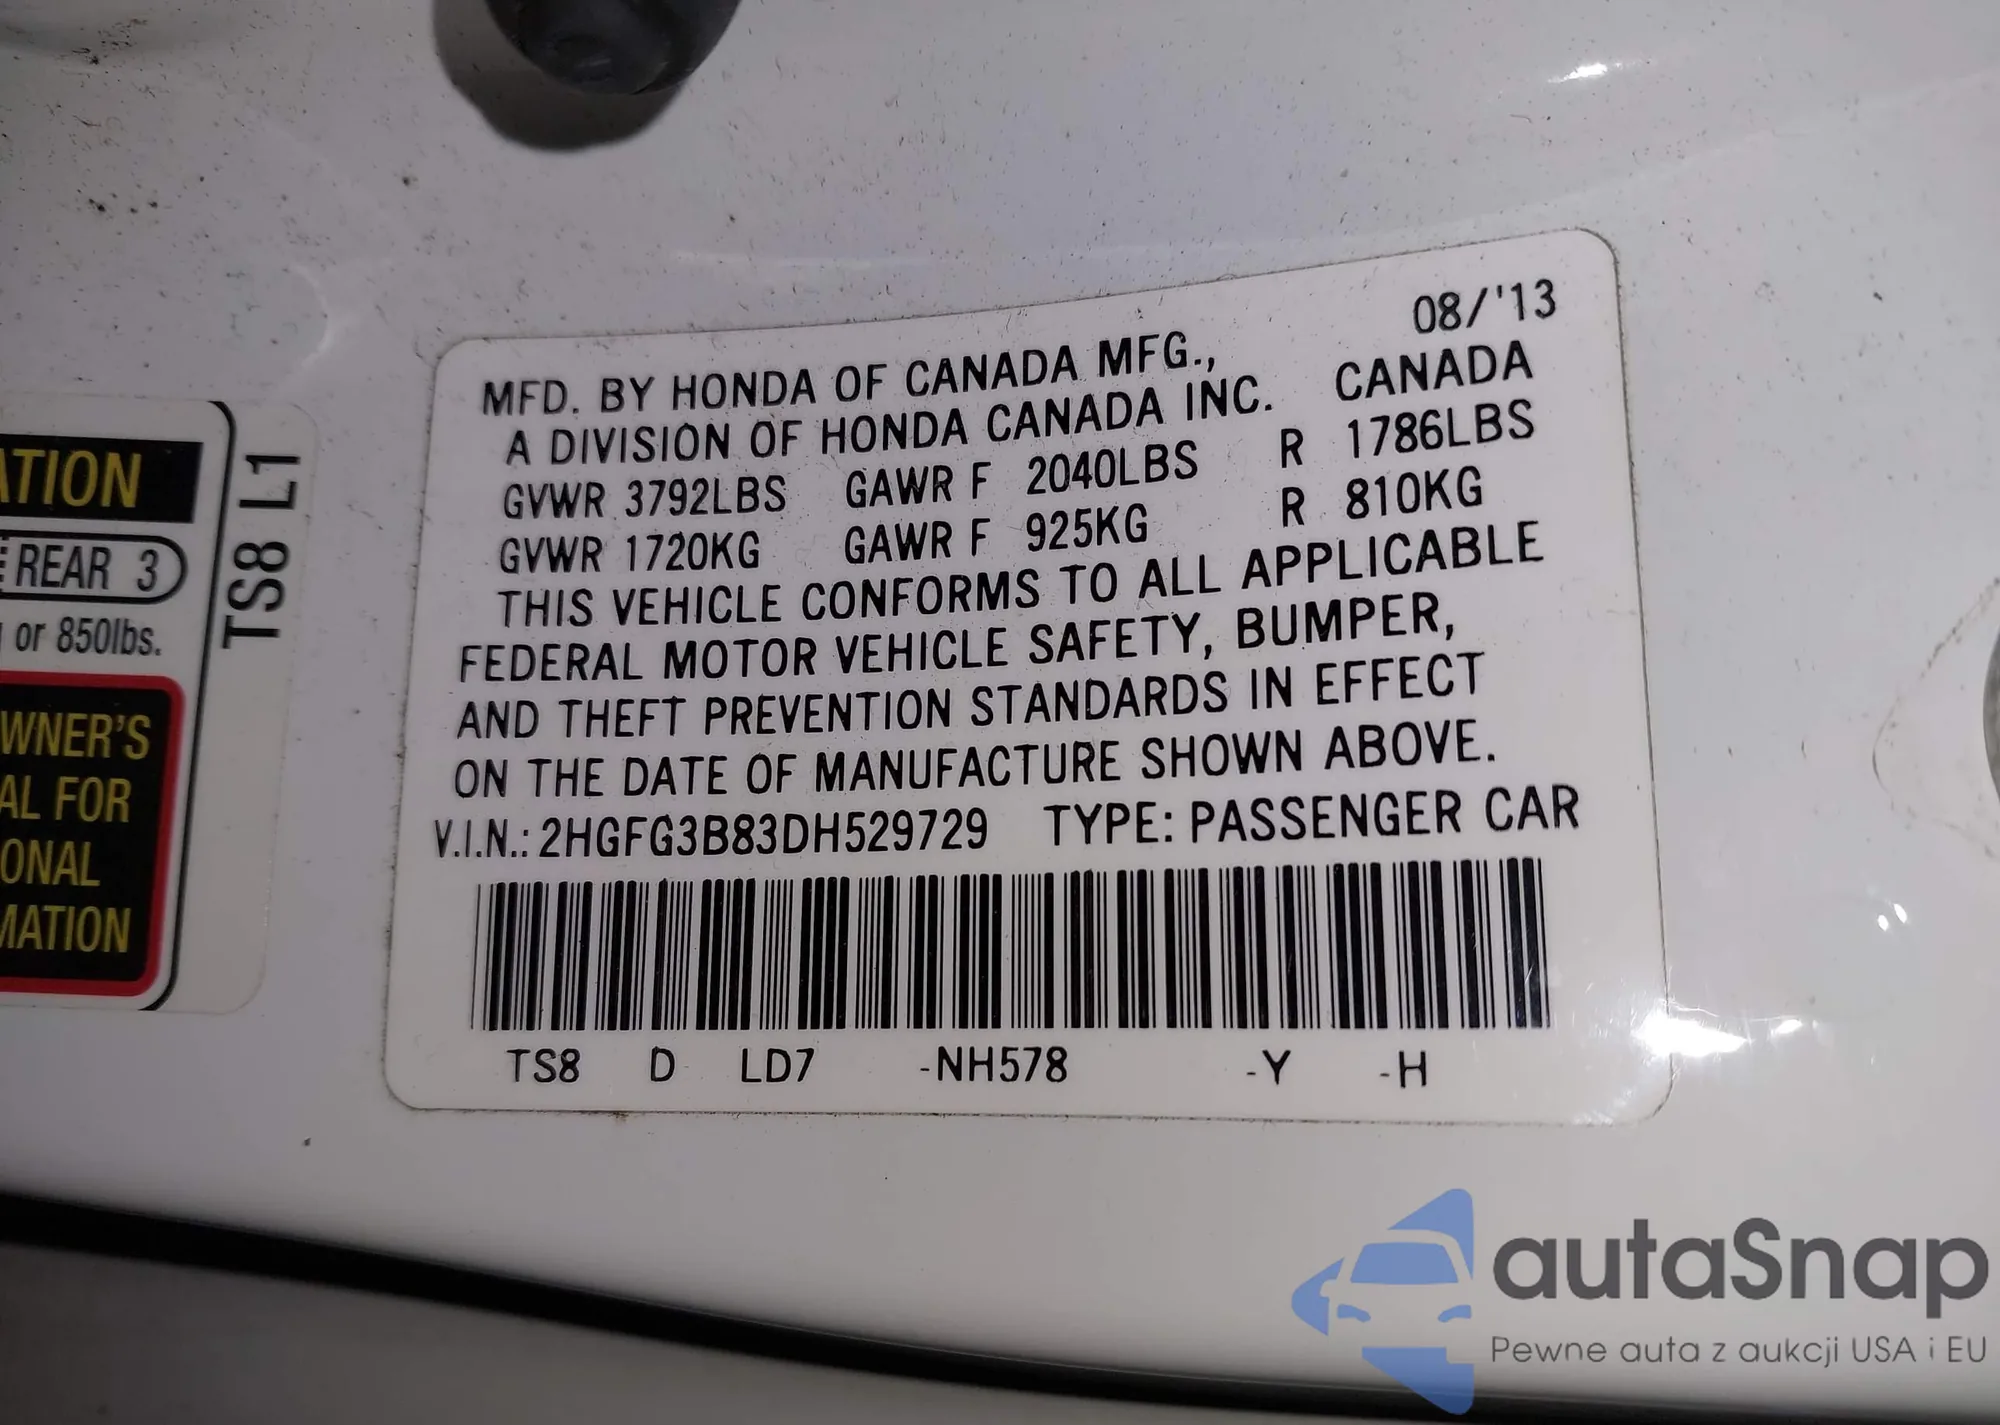 08/'13
MFD. BY HONDA OF CANADA MFG.,
A DIVISION OF HONDA CANADA INC. CANADA
GVWR 3792LBS GAWR F 2040LBS R 1786LBS
GVWR 1720KG GAWR F 925KG R 810KG
THIS VEHICLE CONFORMS TO ALL APPLICABLE
FEDERAL MOTOR VEHICLE SAFETY, BUMPER,
AND THEFT PREVENTION STANDARDS IN EFFECT
ON THE DATE OF MANUFACTURE SHOWN ABOVE.
V.I.N.: 2HGFG3B83DH529729 TYPE: PASSENGER CAR
TS8 D LD7 -NH578 -Y -H
ATION
REAR 3
or 850lbs.
WNER'S
AL FOR
ONAL
MATION
TS8 L1
autaSnap
Pewne auta z aukcji USA i EU